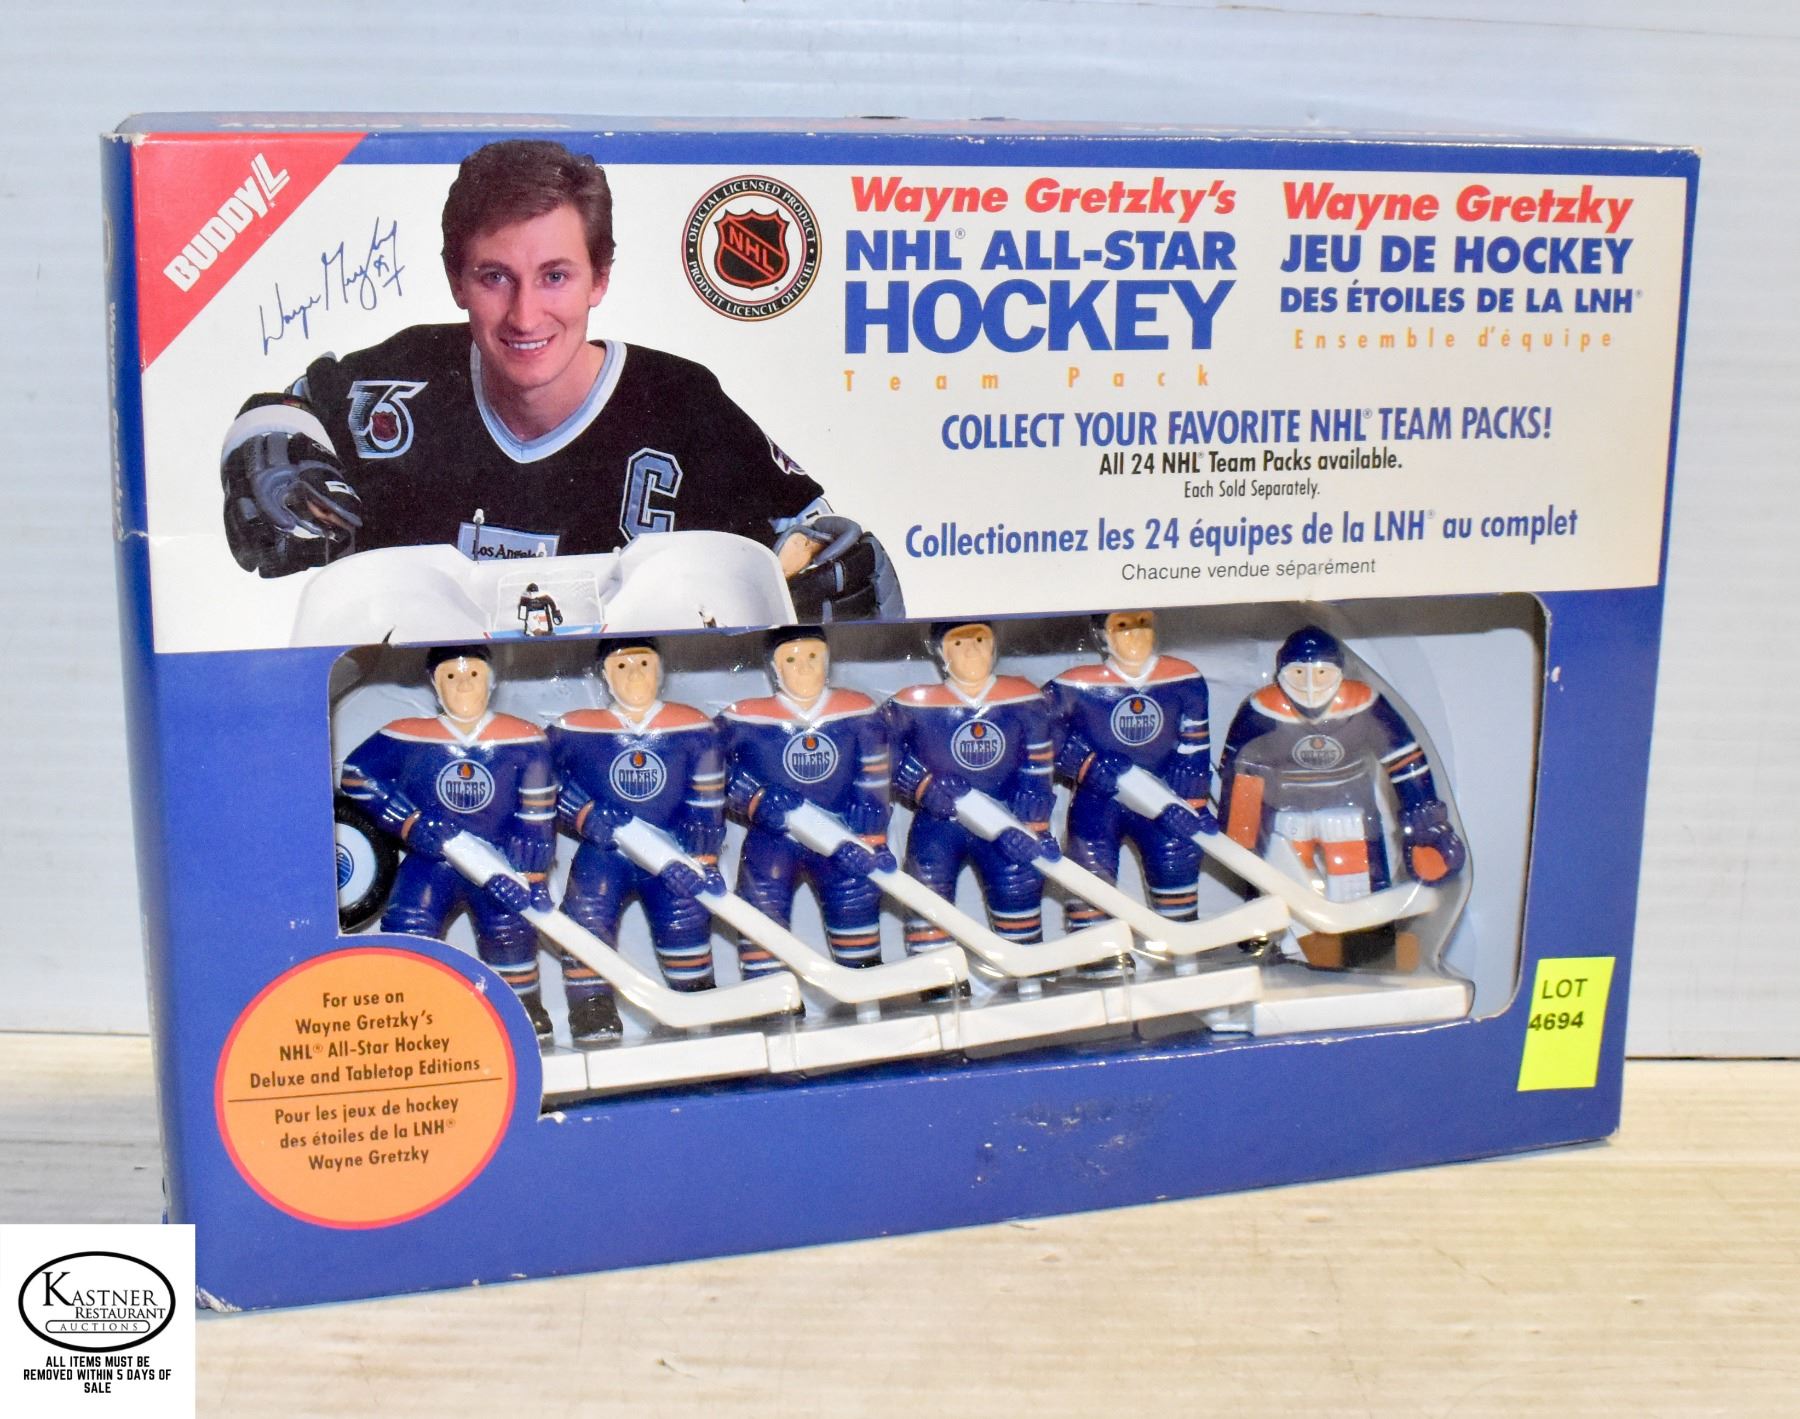 BUDDY L
Wayne Gretzky 99
OFFICIAL LICENSED PRODUCT
NHL
PRODUIT LICENCIÉ OFFICIEL
Wayne Gretzky's
NHL® ALL-STAR
HOCKEY
Team Pack
Wayne Gretzky
JEU DE HOCKEY
DES ÉTOILES DE LA LNH®
Ensemble d'équipe
COLLECT YOUR FAVORITE NHL® TEAM PACKS!
All 24 NHL® Team Packs available.
Each Sold Separately.
Collectionnez les 24 équipes de la LNH® au complet
Chacune vendue séparément
75
C
Los Angeles
OILERS
OILERS
OILERS
OILERS
OILERS
OILERS
For use on
Wayne Gretzky's
NHL® All-Star Hockey
Deluxe and Tabletop Editions
Pour les jeux de hockey
des étoiles de la LNH®
Wayne Gretzky
LOT
4694
KASTNER
RESTAURANT
AUCTIONS
ALL ITEMS MUST BE
REMOVED WITHIN 5 DAYS OF
SALE